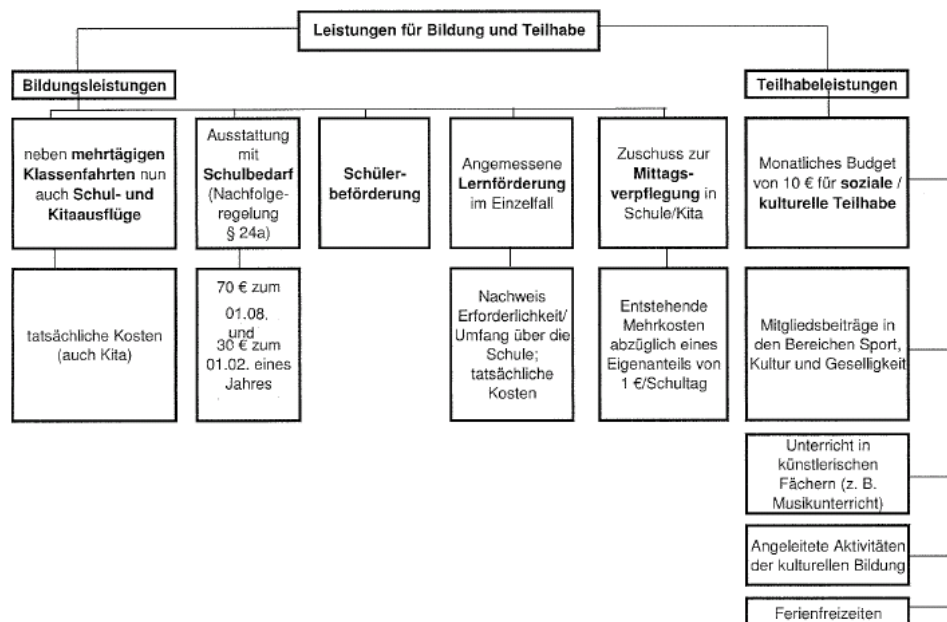 Leistungen für Bildung und Teilhabe
Bildungsleistungen
Teilhabeleistungen
neben mehrtägigen
Klassenfahrten nun
auch Schul- und
Kitaausflüge
Ausstattung
mit
Schulbedarf
(Nachfolge-
regelung
§ 24a)
Schüler-
beförderung
Angemessene
Lernförderung
im Einzelfall
Zuschuss zur
Mittags-
verpflegung in
Schule/Kita
Monatliches Budget
von 10 € für soziale /
kulturelle Teilhabe
tatsächliche Kosten
(auch Kita)
70 € zum
01.08.
und
30 € zum
01.02. eines
Jahres
Nachweis
Erforderlichkeit/
Umfang über die
Schule;
tatsächliche
Kosten
Entstehende
Mehrkosten
abzüglich eines
Eigenanteils von
1 €/Schultag
Mitgliedsbeiträge in
den Bereichen Sport,
Kultur und Geselligkeit
Unterricht in
künstlerischen
Fächern (z. B.
Musikunterricht)
Angeleitete Aktivitäten
der kulturellen Bildung
Ferienfreizeiten